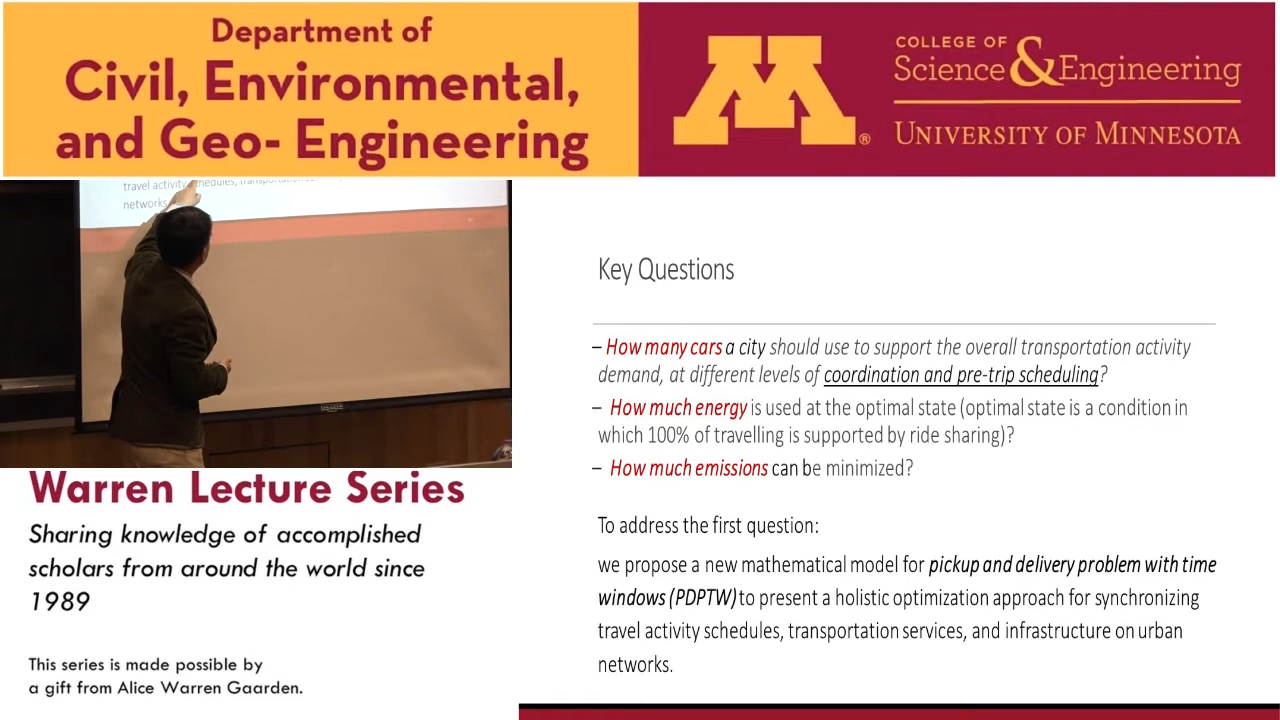 Department of
Civil, Environmental,
and Geo- Engineering
M®
COLLEGE OF
Science & Engineering
UNIVERSITY OF MINNESOTA
travel activity schedules,
networks
Warren Lecture Series
Sharing knowledge of accomplished
scholars from around the world since
1989
This series is made possible by
a gift from Alice Warren Gaarden.
Key Questions
– How many cars a city should use to support the overall transportation activity
demand, at different levels of coordination and pre-trip scheduling?
– How much energy is used at the optimal state (optimal state is a condition in
which 100% of travelling is supported by ride sharing)?
– How much emissions can be minimized?
To address the first question:
we propose a new mathematical model for pickup and delivery problem with time
windows (PDPTW) to present a holistic optimization approach for synchronizing
travel activity schedules, transportation services, and infrastructure on urban
networks.